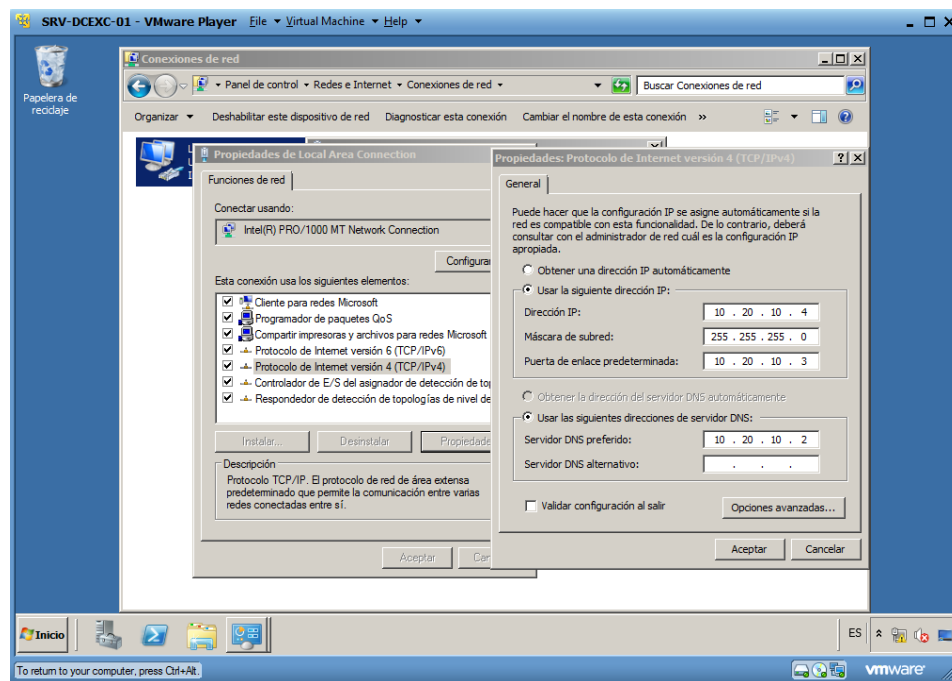 SRV-DCEXC-01 - VMware Player File Virtual Machine Help
Papelera de
reciclaje
Conexiones de red
Panel de control Redes e Internet Conexiones de red
Buscar Conexiones de red
Organizar Deshabilitar este dispositivo de red Diagnosticar esta conexión Cambiar el nombre de esta conexión »
Propiedades de Local Area Connection
Funciones de red
Conectar usando:
Intel(R) PRO/1000 MT Network Connection
Configurar
Esta conexión usa los siguientes elementos:
Cliente para redes Microsoft
Programador de paquetes QoS
Compartir impresoras y archivos para redes Microsoft
Protocolo de Internet versión 6 (TCP/IPv6)
Protocolo de Internet versión 4 (TCP/IPv4)
Controlador de E/S del asignador de detección de top
Respondedor de detección de topologías de nivel de
Instalar... Desinstalar Propiedade
Descripción
Protocolo TCP/IP. El protocolo de red de área extensa
predeterminado que permite la comunicación entre varias
redes conectadas entre sí.
Aceptar Can
Propiedades: Protocolo de Internet versión 4 (TCP/IPv4)
General
Puede hacer que la configuración IP se asigne automáticamente si la
red es compatible con esta funcionalidad. De lo contrario, deberá
consultar con el administrador de red cuál es la configuración IP
apropiada.
Obtener una dirección IP automáticamente
Usar la siguiente dirección IP:
Dirección IP: 10 . 20 . 10 . 4
Máscara de subred: 255 . 255 . 255 . 0
Puerta de enlace predeterminada: 10 . 20 . 10 . 3
Obtener la dirección del servidor DNS automáticamente
Usar las siguientes direcciones de servidor DNS:
Servidor DNS preferido: 10 . 20 . 10 . 2
Servidor DNS alternativo: . . .
Validar configuración al salir
Opciones avanzadas...
Aceptar Cancelar
Inicio
ES
To return to your computer, press Ctrl+Alt.
vmware